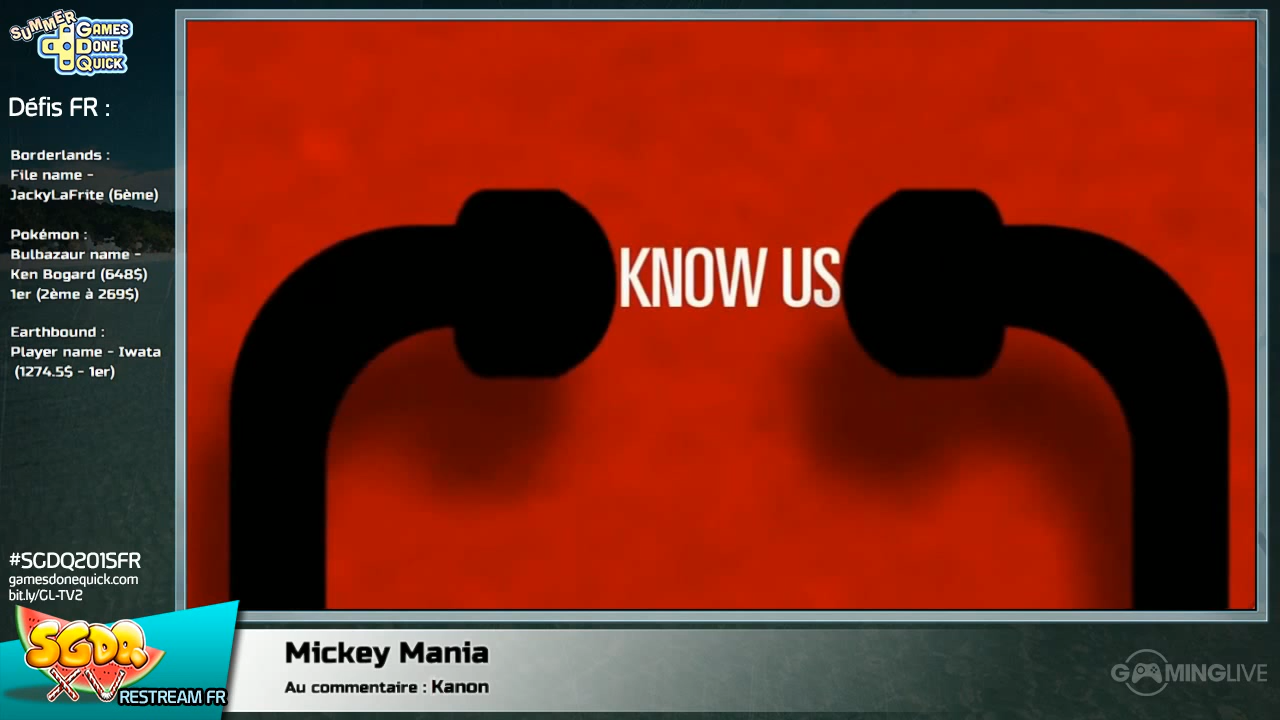 SUMMER
GAMES
DONE
QUICK
Défis FR :
Borderlands :
File name -
JackyLaFrite (6ème)
Pokémon :
Bulbazaur name -
Ken Bogard (648$)
1er (2ème à 269$)
Earthbound :
Player name - Iwata
(1274.5$ - 1er)
#SGDQ2015FR
gamesdonequick.com
bit.ly/GL-TV2
SGDQ
XV
RESTREAM FR
KNOW US
Mickey Mania
Au commentaire : Kanon
GAMINGLIVE